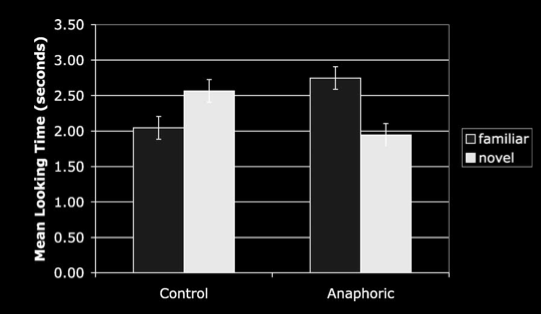 3.50
3.00
2.50
2.00
1.50
1.00
0.50
0.00
Mean Looking Time (seconds)
Control
Anaphoric
familiar
novel